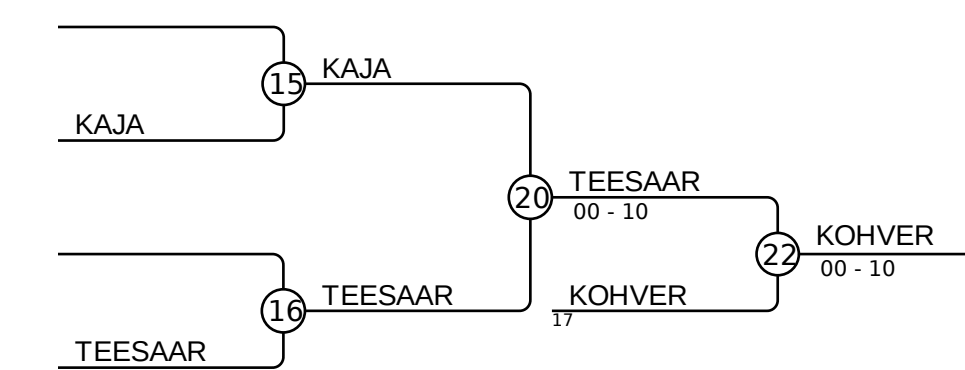 KAJA
15
KAJA
TEESAAR
20
00 - 10
KOHVER
22
00 - 10
TEESAAR
16
KOHVER
17
TEESAAR